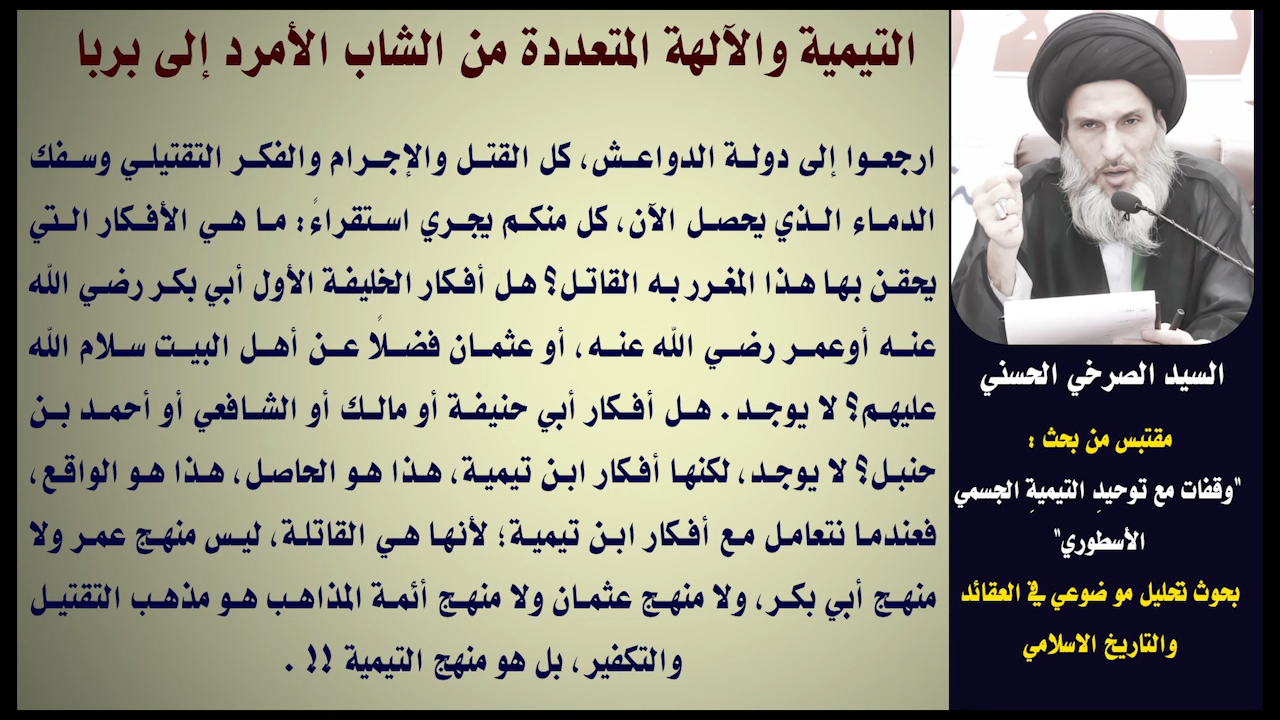 التيمية والآلهة المتعددة من الشاب الأمرد إلى بربا
ارجعوا إلى دولة الدواعش، كل القتل والإجرام والفكر التقتيلي وسفك
الدماء الذي يحصل الآن، كل منكم يجري استقراءً: ما هي الأفكار التي
يحقن بها هذا المغرر به القاتل؟ هل أفكار الخليفة الأول أبي بكر رضي الله
عنه أوعمر رضي الله عنه، أو عثمان فضلاً عن أهل البيت سلام الله
عليهم؟ لا يوجد. هل أفكار أبي حنيفة أو مالك أو الشافعي أو أحمد بن
حنبل؟ لا يوجد، لكنها أفكار ابن تيمية، هذا هو الحاصل، هذا هو الواقع،
فعندما نتعامل مع أفكار ابن تيمية؛ لأنها هي القاتلة، ليس منهج عمر ولا
منهج أبي بكر، ولا منهج عثمان ولا منهج أئمة المذاهب هو مذهب التقتيل
والتكفير، بل هو منهج التيمية !! .
السيد الصرخي الحسني
مقتبس من بحث :
"وقفات مع توحيدِ التيميةِ الجسمي
الأسطوري"
بحوث تحليل مو ضوعي في العقائد
والتاريخ الاسلامي